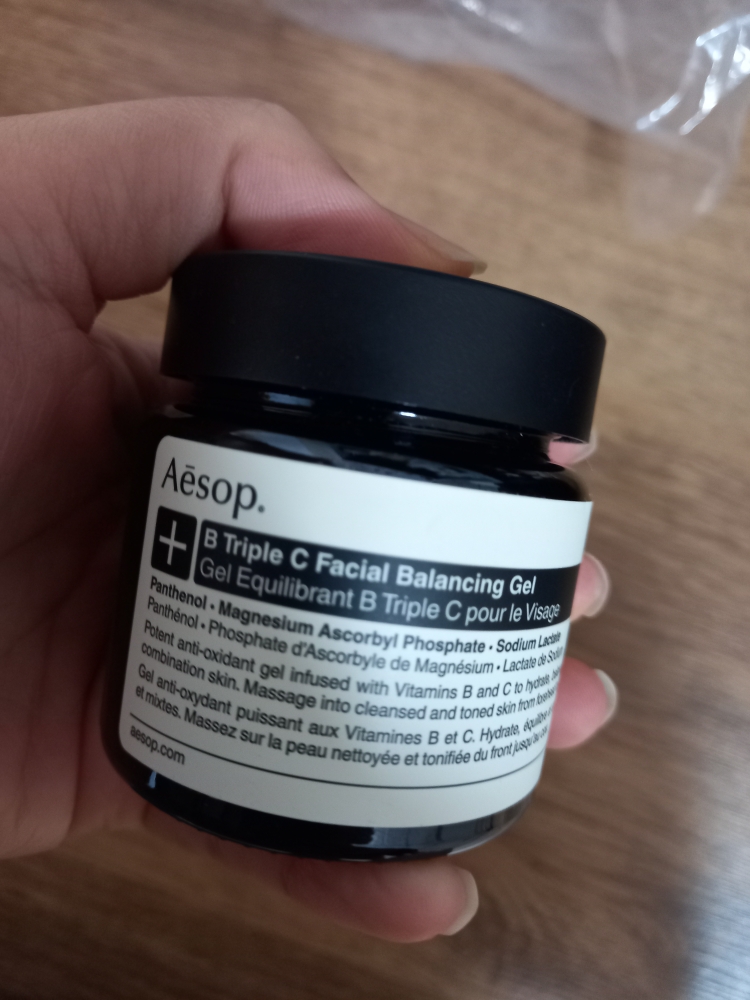 Aēsop.
B Triple C Facial Balancing Gel
Gel Equilibrant B Triple C pour le Visage
Panthenol • Magnesium Ascorbyl Phosphate • Sodium Lactate
Panthénol • Phosphate d'Ascorbyle de Magnésium • Lactate de Sodium
Potent anti-oxidant gel infused with Vitamins B and C to hydrate,
combination skin. Massage into cleansed and toned skin from
Gel anti-oxydant puissant aux Vitamines B et C. Hydrate, équilibre
et mixtes. Massez sur la peau nettoyée et tonifiée du front jusqu'au
aesop.com